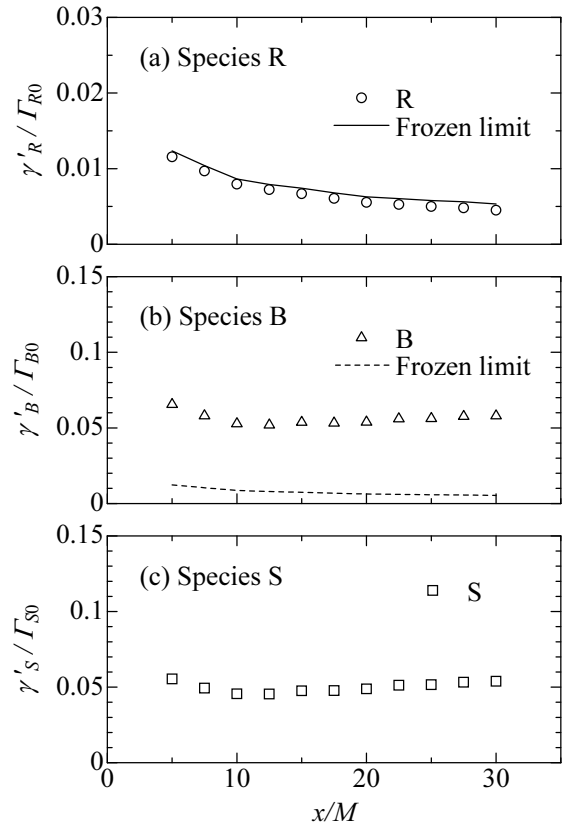 0.03
(a) Species R
R
0.02
Frozen limit
γ'R / ΓR0
0.01
0
0.15
(b) Species B
B
0.1
Frozen limit
γ'B / ΓB0
0.05
0
0.15
(c) Species S
S
0.1
γ's / ΓS0
0.05
0
0 10 20 30
x/M